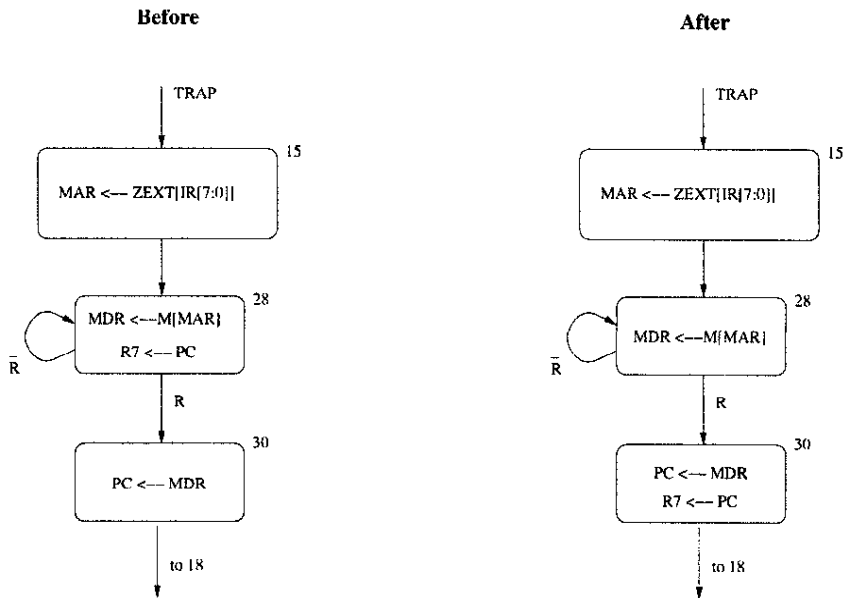 Before
TRAP
15
MAR <-- ZEXT[IR[7:0]]
28
MDR <--M[MAR]
R7 <-- PC
R̅
R
30
PC <-- MDR
to 18
After
TRAP
15
MAR <-- ZEXT[IR[7:0]]
28
MDR <--M[MAR]
R̅
R
30
PC <-- MDR
R7 <-- PC
to 18